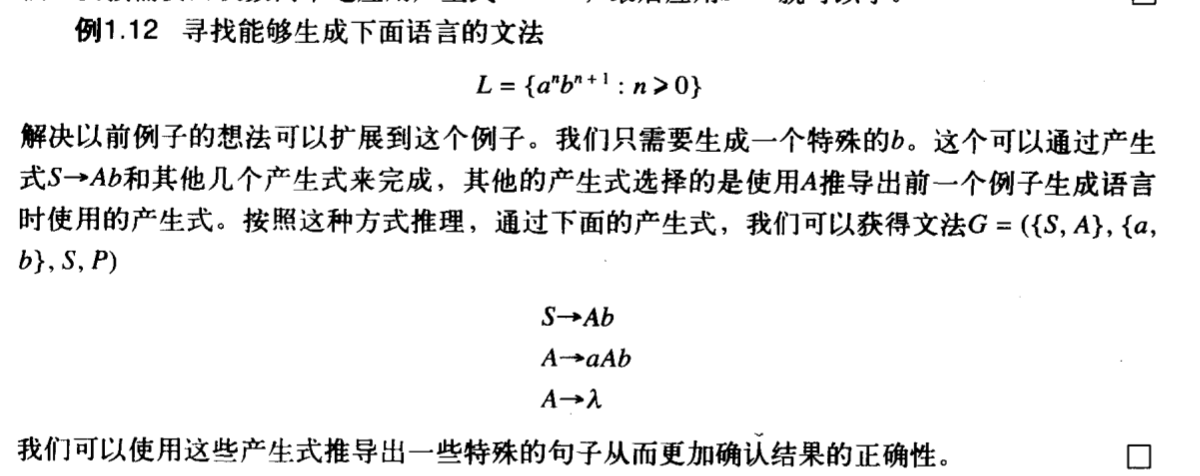 例1.12 寻找能够生成下面语言的文法
L = {aⁿbⁿ⁺¹ : n ⩾ 0}
解决以前例子的想法可以扩展到这个例子。我们只需要生成一个特殊的b。这个可以通过产生
式S→Ab和其他几个产生式来完成，其他的产生式选择的是使用A推导出前一个例子生成语言
时使用的产生式。按照这种方式推理，通过下面的产生式，我们可以获得文法G = ({S, A}, {a,
b}, S, P)
S→Ab
A→aAb
A→λ
我们可以使用这些产生式推导出一些特殊的句子从而更加确认结果的正确性。 □